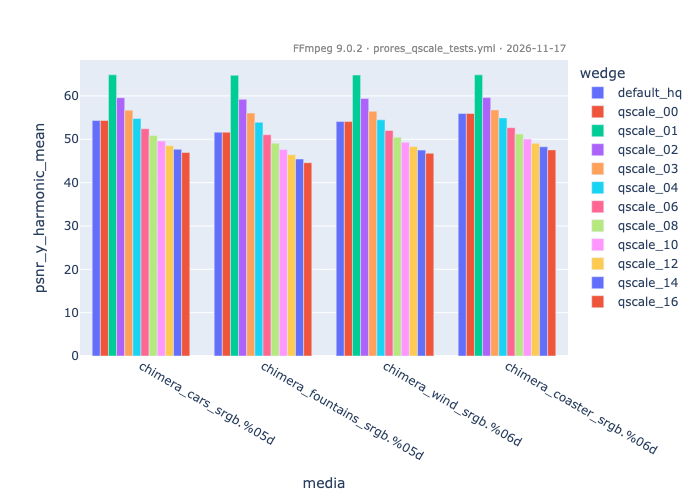 FFmpeg 9.0.2 · prores_qscale_tests.yml · 2026-11-17
psnr_y_harmonic_mean
60
50
40
30
20
10
0
chimera_cars_srgb.%05d
chimera_fountains_srgb.%05d
chimera_wind_srgb.%06d
chimera_coaster_srgb.%06d
media
wedge
default_hq
qscale_00
qscale_01
qscale_02
qscale_03
qscale_04
qscale_06
qscale_08
qscale_10
qscale_12
qscale_14
qscale_16